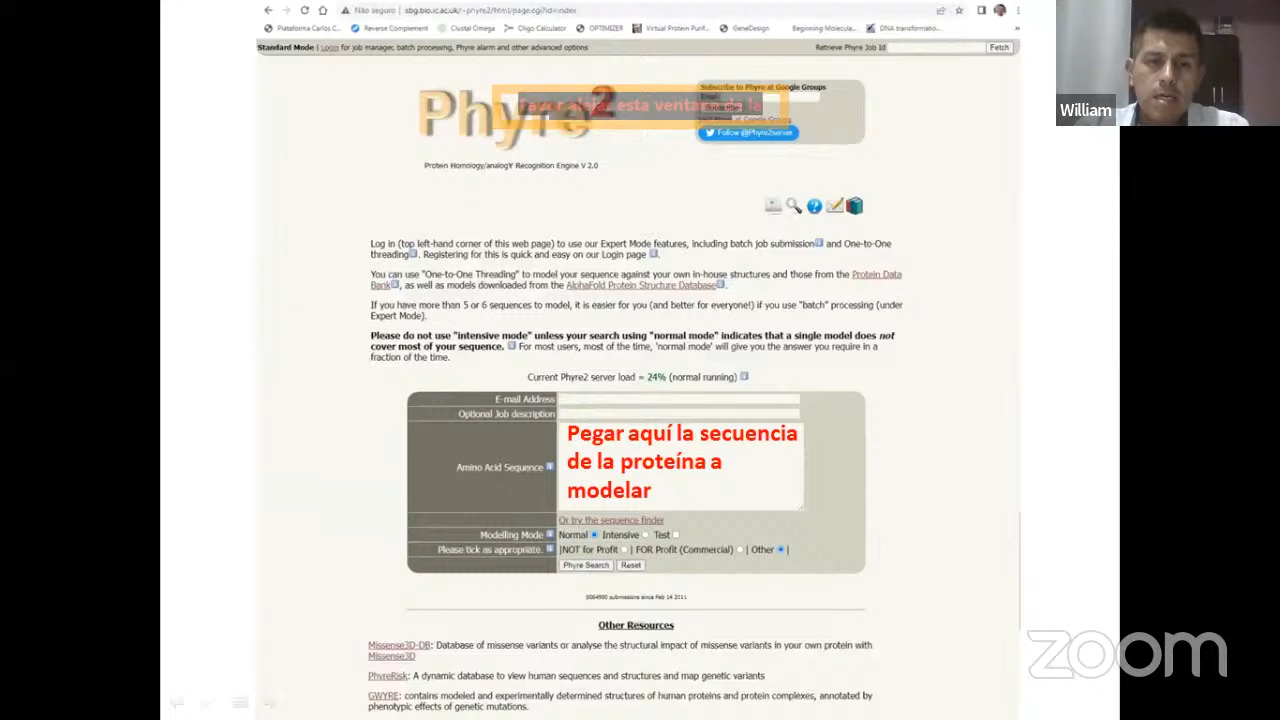 Não seguro | sbg.bio.ic.ac.uk/~phyre2/html/page.cgi?id=index
Plataforma Carlos C... Reverse Complement Clustal Omega Oligo Calculator OPTIMIZER Virtual Protein Purif... GeneDesign Beginning Molecula... DNA transformation... »
Standard Mode | Login for job manager, batch processing, Phyre alarm and other advanced options
Retrieve Phyre Job Id Fetch
William
Subscribe to Phyre at Google Groups
Email:
Phyre2
esta ventana de la
Subscribe
Follow @Phyre2server
Protein Homology/analogY Recognition Engine V 2.0
Log in (top left-hand corner of this web page) to use our Expert Mode features, including batch job submission and One-to-One
threading. Registering for this is quick and easy on our Login page.
You can use "One-to-One Threading" to model your sequence against your own in-house structures and those from the Protein Data
Bank, as well as models downloaded from the AlphaFold Protein Structure Database.
If you have more than 5 or 6 sequences to model, it is easier for you (and better for everyone!) if you use "batch" processing (under
Expert Mode).
Please do not use "intensive mode" unless your search using "normal mode" indicates that a single model does not
cover most of your sequence. For most users, most of the time, 'normal mode' will give you the answer you require in a
fraction of the time.
Current Phyre2 server load = 24% (normal running)
E-mail Address
Optional Job description
Amino Acid Sequence
Pegar aquí la secuencia
de la proteína a
modelar
Or try the sequence finder
Modelling Mode Normal Intensive Test
Please tick as appropriate. |NOT for Profit | FOR Profit (Commercial) | Other |
Phyre Search Reset
submissions since Feb 14 2011
Other Resources
Missense3D-DB: Database of missense variants or analyse the structural impact of missense variants in your own protein with
Missense3D
PhyreRisk: A dynamic database to view human sequences and structures and map genetic variants
GWYRE: contains modeled and experimentally determined structures of human proteins and protein complexes, annotated by
phenotypic effects of genetic mutations.
zoom